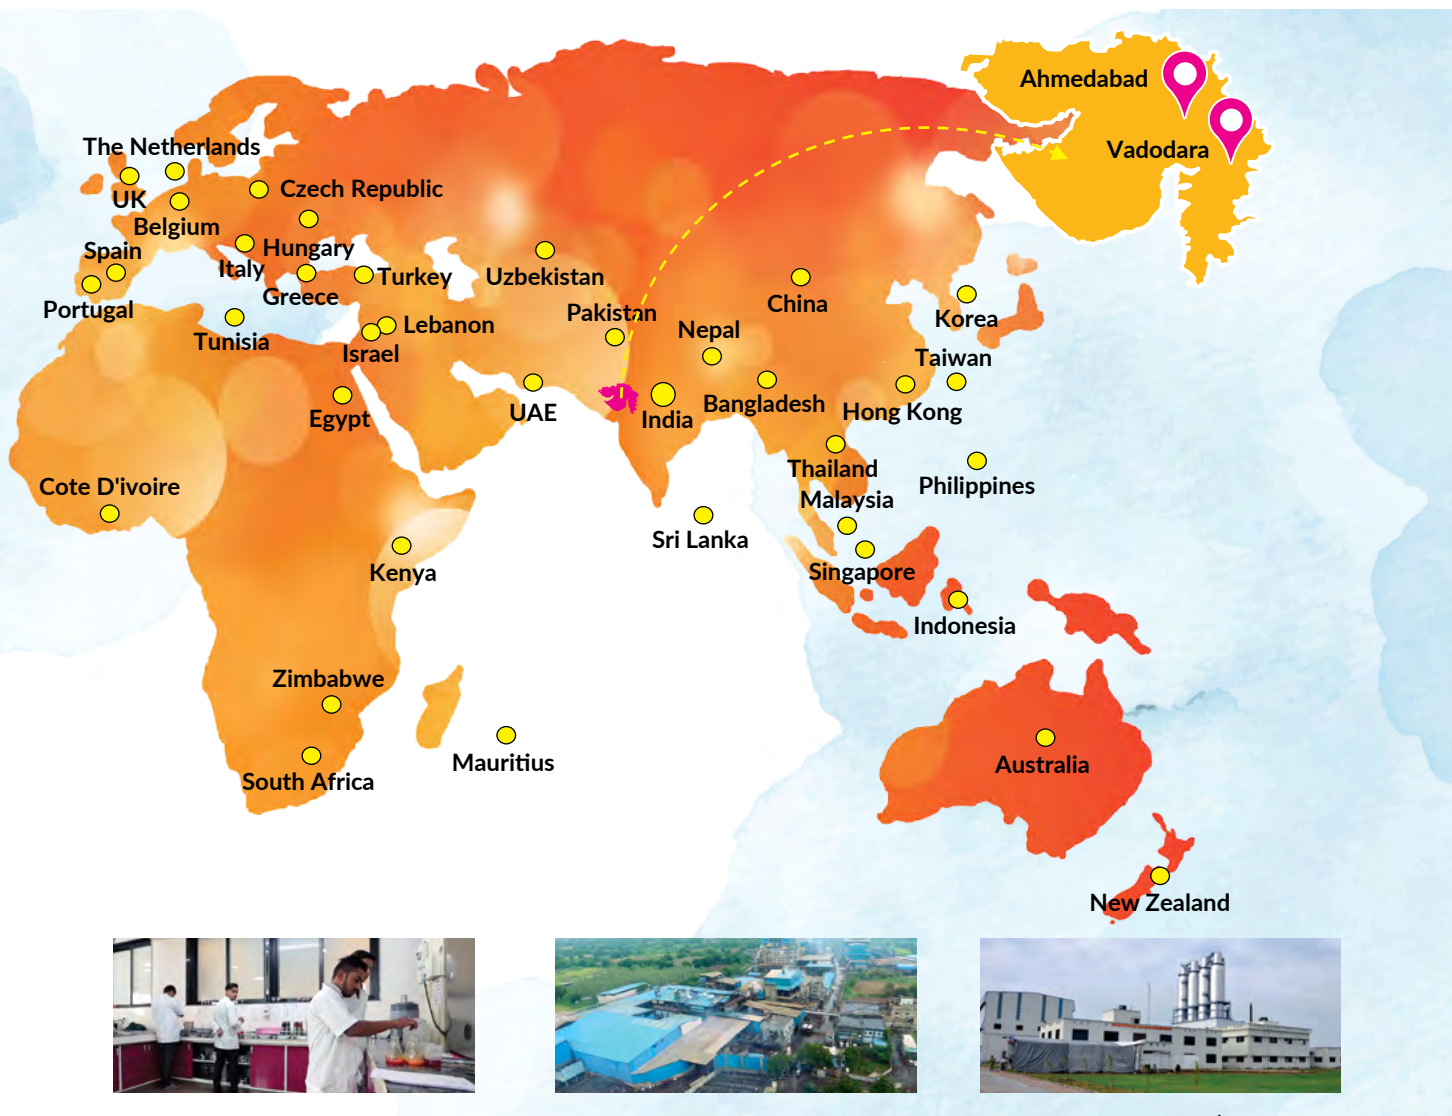 Ahmedabad
Vadodara
The Netherlands
UK
Belgium
Czech Republic
Spain
Hungary
Italy
Portugal
Greece
Turkey
Uzbekistan
China
Tunisia
Lebanon
Israel
Pakistan
Nepal
Korea
Taiwan
Egypt
UAE
India
Bangladesh
Hong Kong
Cote D'ivoire
Thailand
Malaysia
Philippines
Sri Lanka
Kenya
Singapore
Indonesia
Zimbabwe
Mauritius
South Africa
Australia
New Zealand